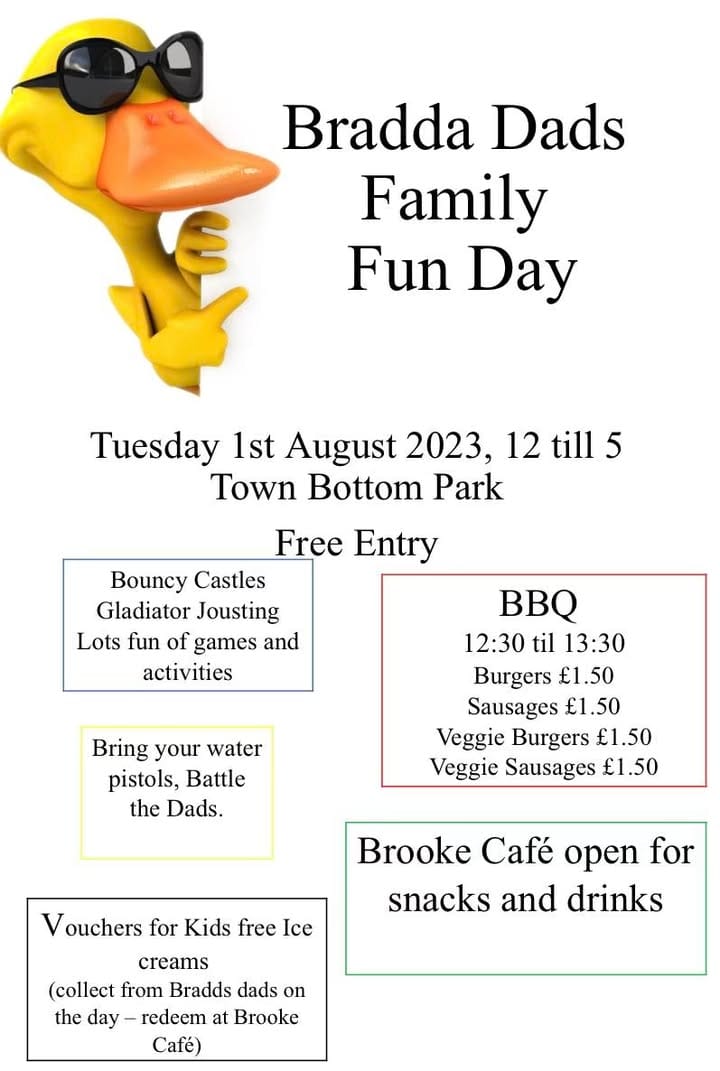 Bradda Dads
Family
Fun Day
Tuesday 1st August 2023, 12 till 5
Town Bottom Park
Free Entry
Bouncy Castles
Gladiator Jousting
Lots fun of games and
activities
BBQ
12:30 til 13:30
Burgers £1.50
Sausages £1.50
Veggie Burgers £1.50
Veggie Sausages £1.50
Bring your water
pistols, Battle
the Dads.
Brooke Café open for
snacks and drinks
Vouchers for Kids free Ice
creams
(collect from Bradds dads on
the day – redeem at Brooke
Café)